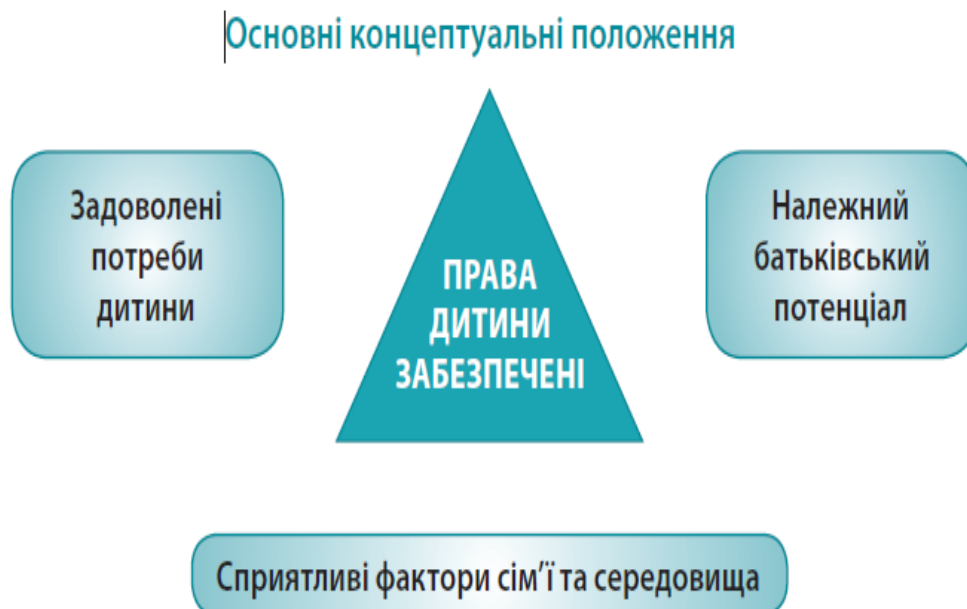 Основні концептуальні положення
Задоволені
потреби
дитини
ПРАВА
ДИТИНИ
ЗАБЕЗПЕЧЕНІ
Належний
батьківський
потенціал
Сприятливі фактори сім’ї та середовища